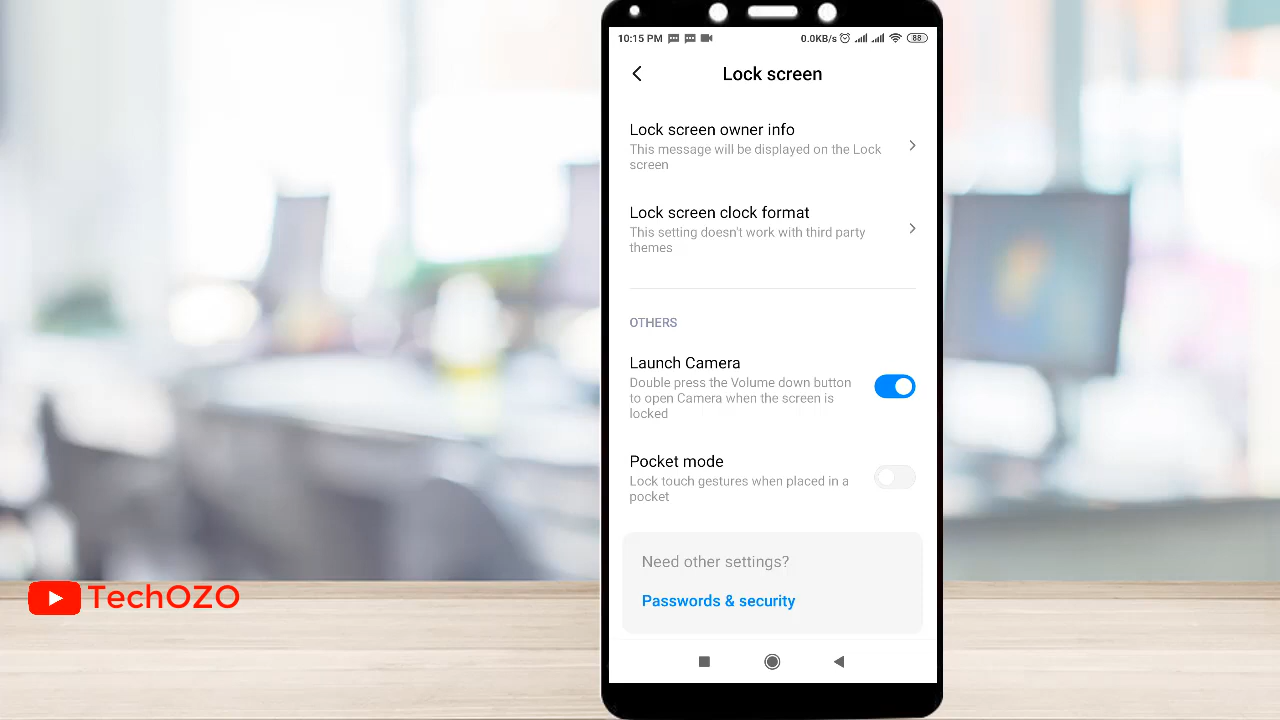 10:15 PM 0.0KB/s 88
Lock screen
Lock screen owner info
This message will be displayed on the Lock
screen
Lock screen clock format
This setting doesn't work with third party
themes
OTHERS
Launch Camera
Double press the Volume down button
to open Camera when the screen is
locked
Pocket mode
Lock touch gestures when placed in a
pocket
Need other settings?
Passwords & security
TechOZO